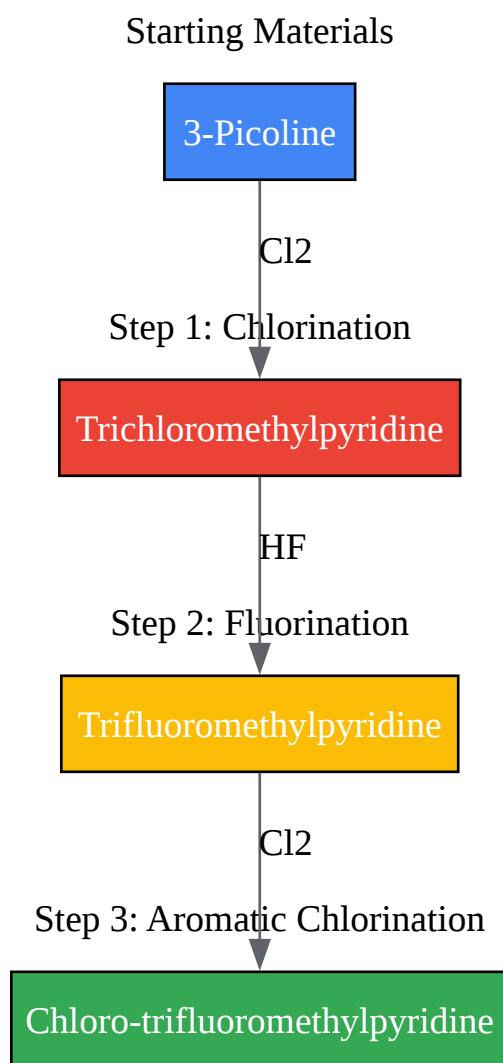 Starting Materials
3-Picoline
Cl2
Step 1: Chlorination
Trichloromethylpyridine
HF
Step 2: Fluorination
Trifluoromethylpyridine
Cl2
Step 3: Aromatic Chlorination
Chloro-trifluoromethylpyridine